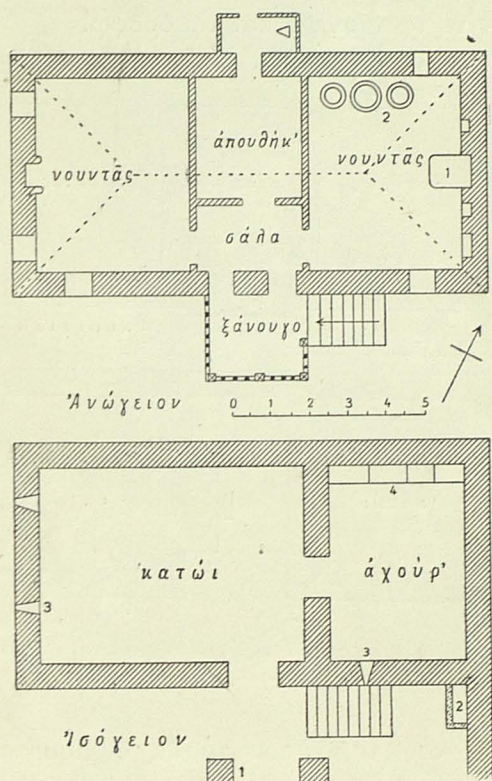 ἀπουθήκ'
2
νουντᾶς
νουντᾶς
1
σάλα
ξάνουγο
Ἀνώγειον
0 1 2 3 4 5
4
κατώι
ἀχούρ'
3
3
2
Ἰσόγειον
1